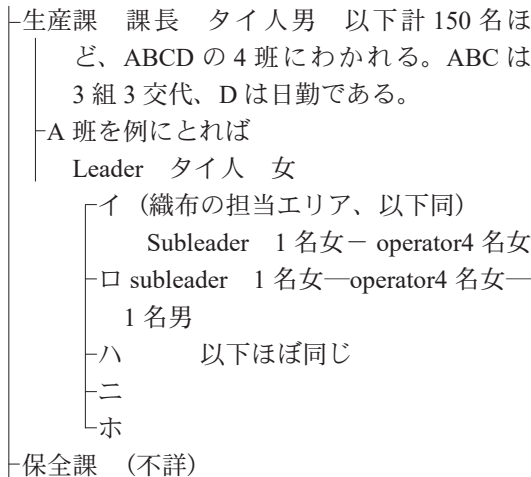 生産課　課長　タイ人男　以下計 150 名ほ
ど、ABCD の 4 班にわかれる。ABC は
3 組 3 交代、D は日勤である。
A 班を例にとれば
Leader　タイ人　女
イ（織布の担当エリア、以下同）
Subleader　1 名女－ operator4 名女
ロ subleader　1 名女―operator4 名女―
1 名男
ハ　　　以下ほぼ同じ
ニ
ホ
保全課　（不詳）